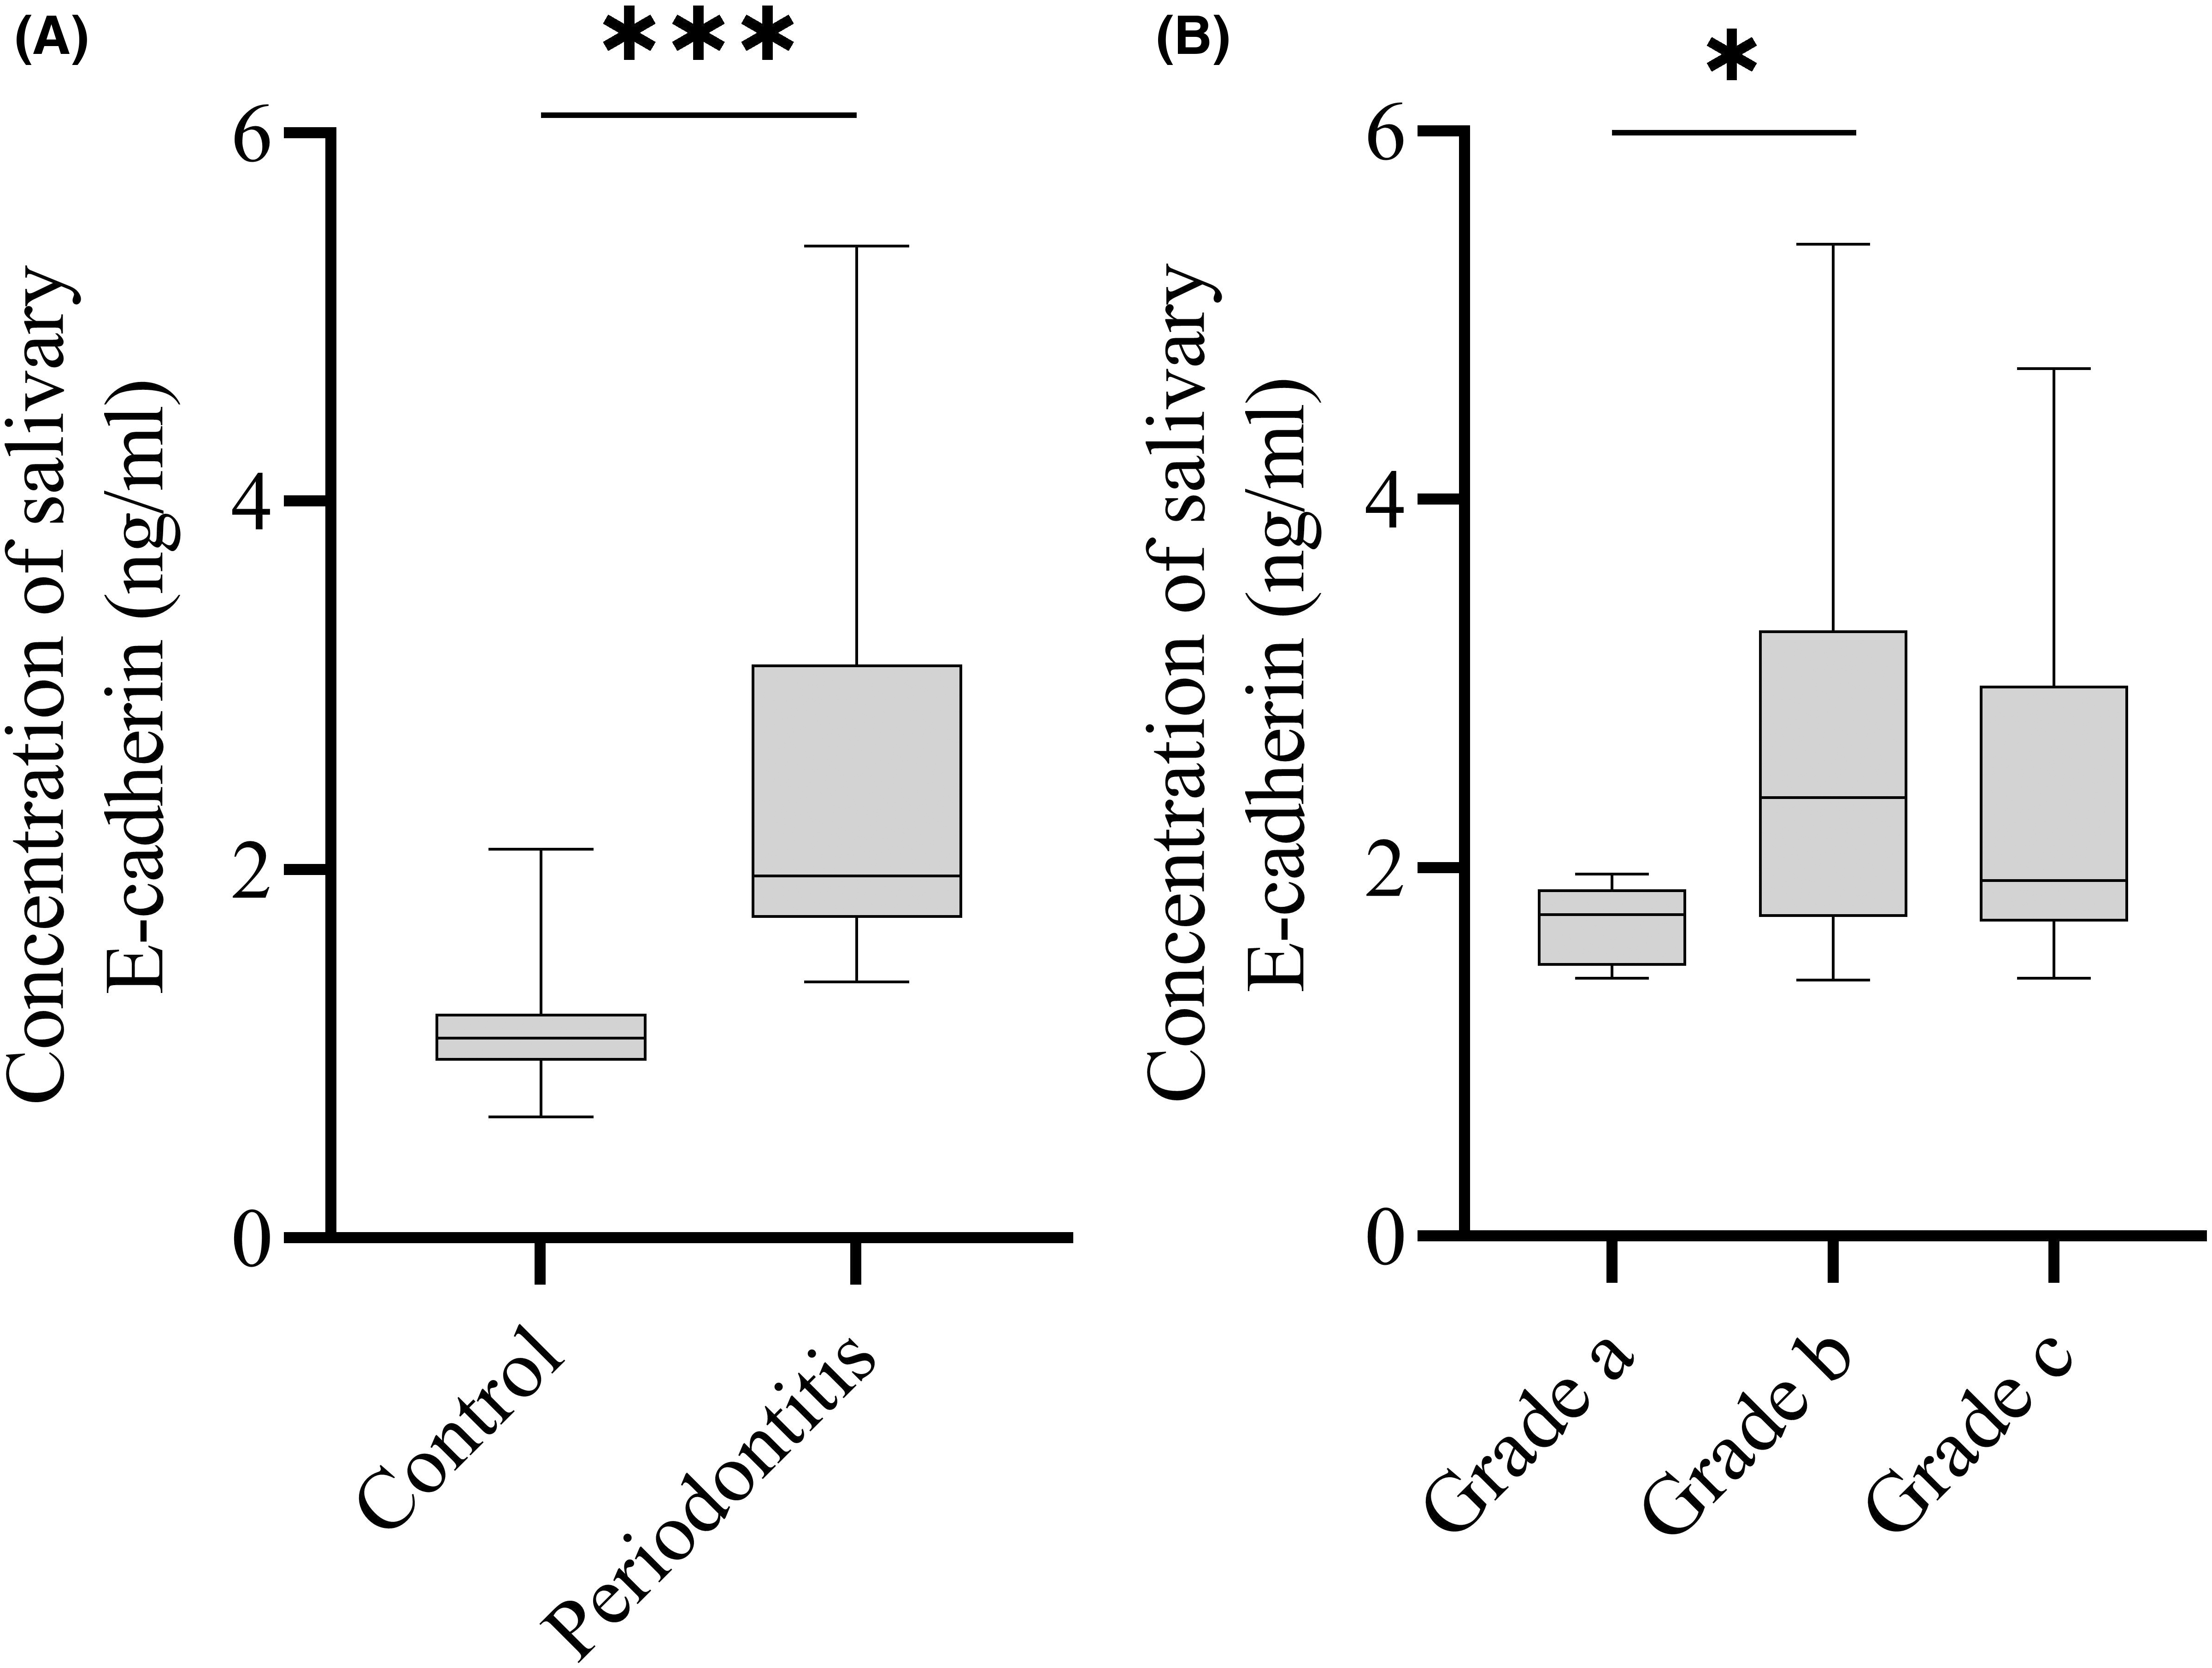 (A)
***
6
4
2
0
Concentration of salivary
E-cadherin (ng/ml)
Control
Periodontitis
(B)
*
6
4
2
0
Concentration of salivary
E-cadherin (ng/ml)
Grade a
Grade b
Grade c